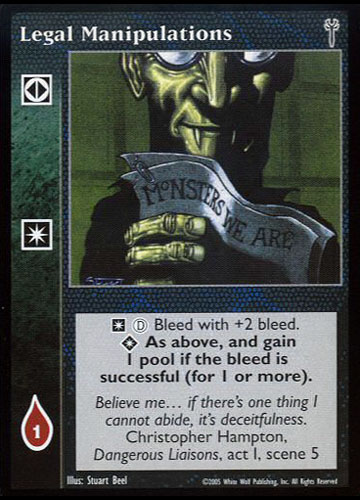 Legal Manipulations
MONSTERS
WE ARE
D Bleed with +2 bleed.
As above, and gain
1 pool if the bleed is
successful (for 1 or more).
Believe me... if there's one thing I
cannot abide, it's deceitfulness.
Christopher Hampton,
Dangerous Liaisons, act 1, scene 5
1
Illus: Stuart Beel
©2005 White Wolf Publishing, Inc. All Rights Reserved